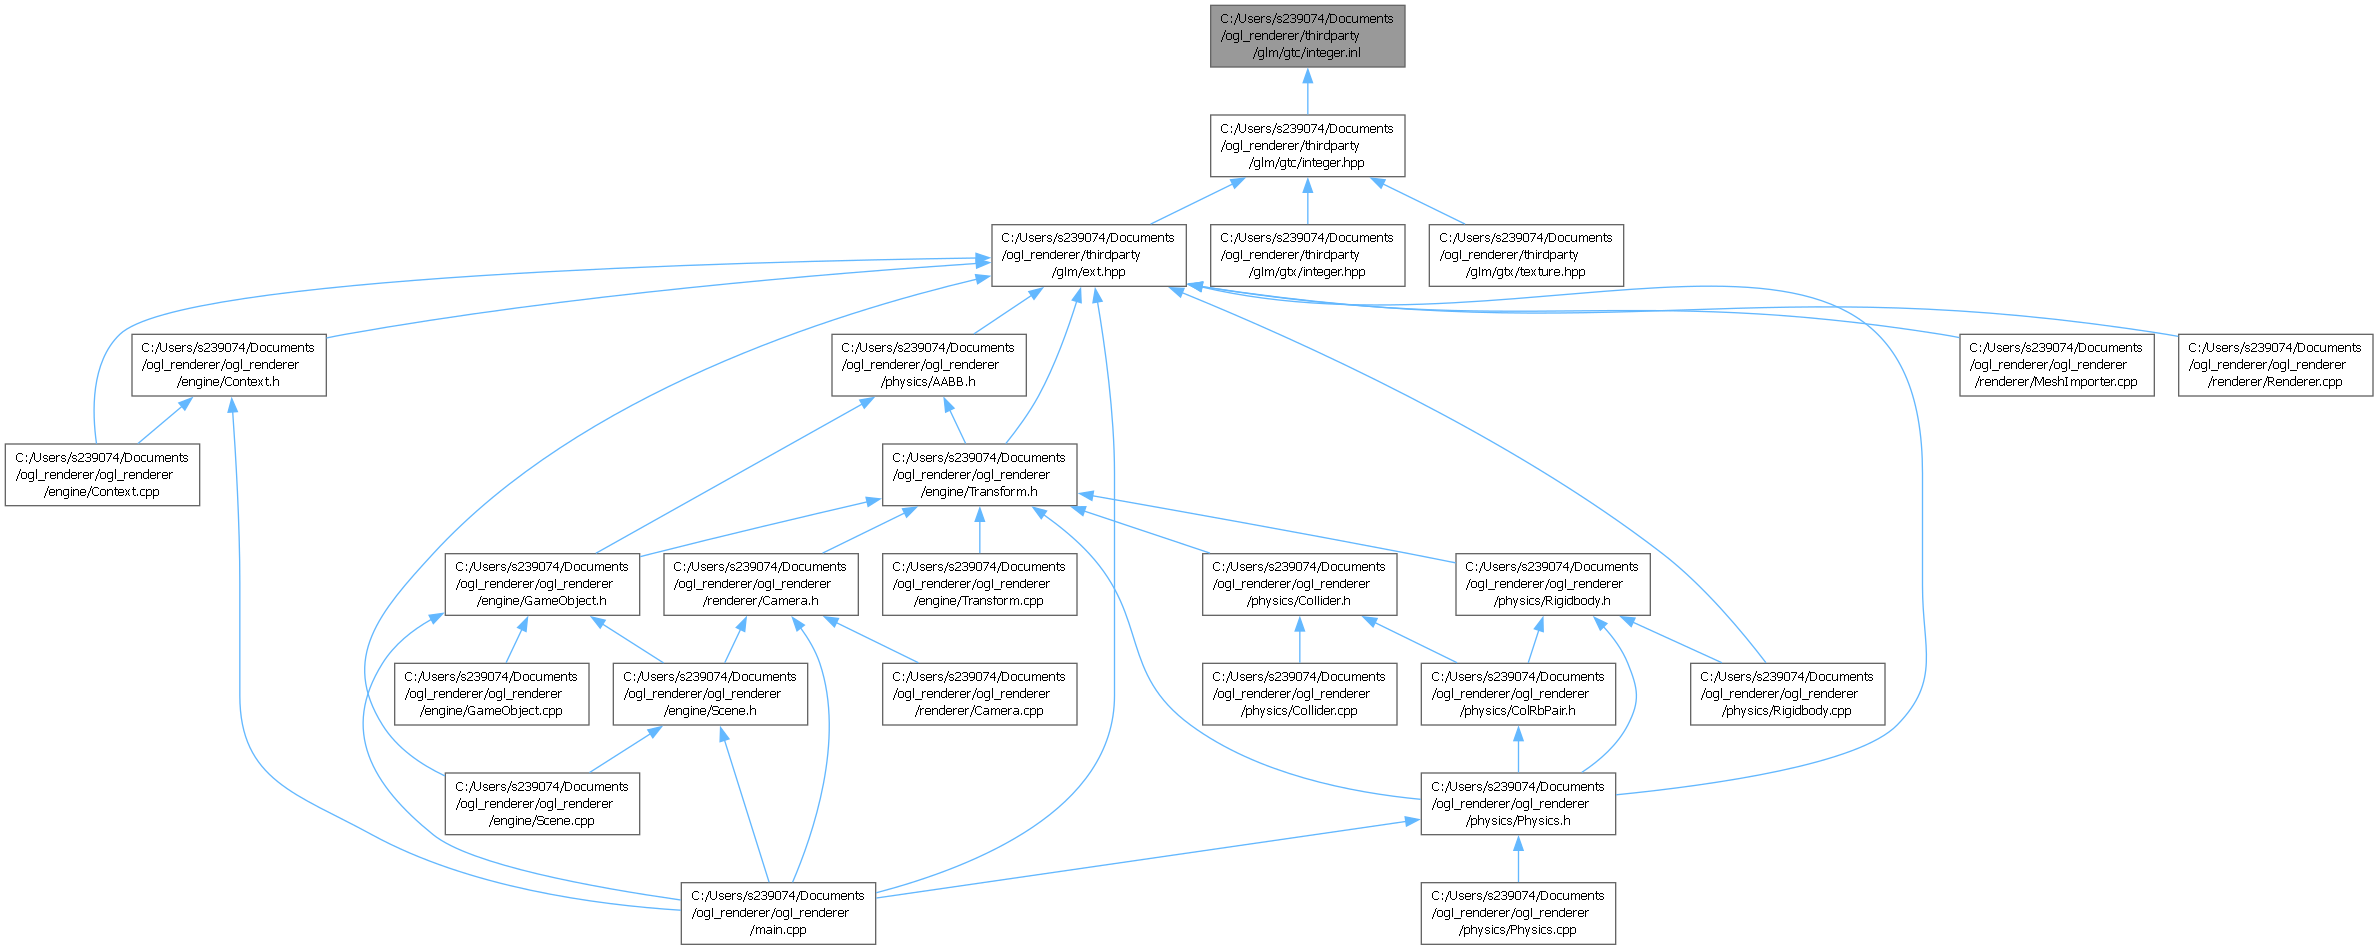 C:/Users/s239074/Documents
/ogl_renderer/thirdparty
/glm/gtc/integer.inl
C:/Users/s239074/Documents
/ogl_renderer/thirdparty
/glm/gtc/integer.hpp
C:/Users/s239074/Documents
/ogl_renderer/thirdparty
/glm/ext.hpp
C:/Users/s239074/Documents
/ogl_renderer/thirdparty
/glm/gtx/integer.hpp
C:/Users/s239074/Documents
/ogl_renderer/thirdparty
/glm/gtx/texture.hpp
C:/Users/s239074/Documents
/ogl_renderer/ogl_renderer
/engine/Context.h
C:/Users/s239074/Documents
/ogl_renderer/ogl_renderer
/physics/AABB.h
C:/Users/s239074/Documents
/ogl_renderer/ogl_renderer
/renderer/MeshImporter.cpp
C:/Users/s239074/Documents
/ogl_renderer/ogl_renderer
/renderer/Renderer.cpp
C:/Users/s239074/Documents
/ogl_renderer/ogl_renderer
/engine/Context.cpp
C:/Users/s239074/Documents
/ogl_renderer/ogl_renderer
/engine/Transform.h
C:/Users/s239074/Documents
/ogl_renderer/ogl_renderer
/engine/GameObject.h
C:/Users/s239074/Documents
/ogl_renderer/ogl_renderer
/renderer/Camera.h
C:/Users/s239074/Documents
/ogl_renderer/ogl_renderer
/engine/Transform.cpp
C:/Users/s239074/Documents
/ogl_renderer/ogl_renderer
/physics/Collider.h
C:/Users/s239074/Documents
/ogl_renderer/ogl_renderer
/physics/Rigidbody.h
C:/Users/s239074/Documents
/ogl_renderer/ogl_renderer
/engine/GameObject.cpp
C:/Users/s239074/Documents
/ogl_renderer/ogl_renderer
/engine/Scene.h
C:/Users/s239074/Documents
/ogl_renderer/ogl_renderer
/renderer/Camera.cpp
C:/Users/s239074/Documents
/ogl_renderer/ogl_renderer
/physics/Collider.cpp
C:/Users/s239074/Documents
/ogl_renderer/ogl_renderer
/physics/ColRbPair.h
C:/Users/s239074/Documents
/ogl_renderer/ogl_renderer
/physics/Rigidbody.cpp
C:/Users/s239074/Documents
/ogl_renderer/ogl_renderer
/engine/Scene.cpp
C:/Users/s239074/Documents
/ogl_renderer/ogl_renderer
/physics/Physics.h
C:/Users/s239074/Documents
/ogl_renderer/ogl_renderer
/main.cpp
C:/Users/s239074/Documents
/ogl_renderer/ogl_renderer
/physics/Physics.cpp